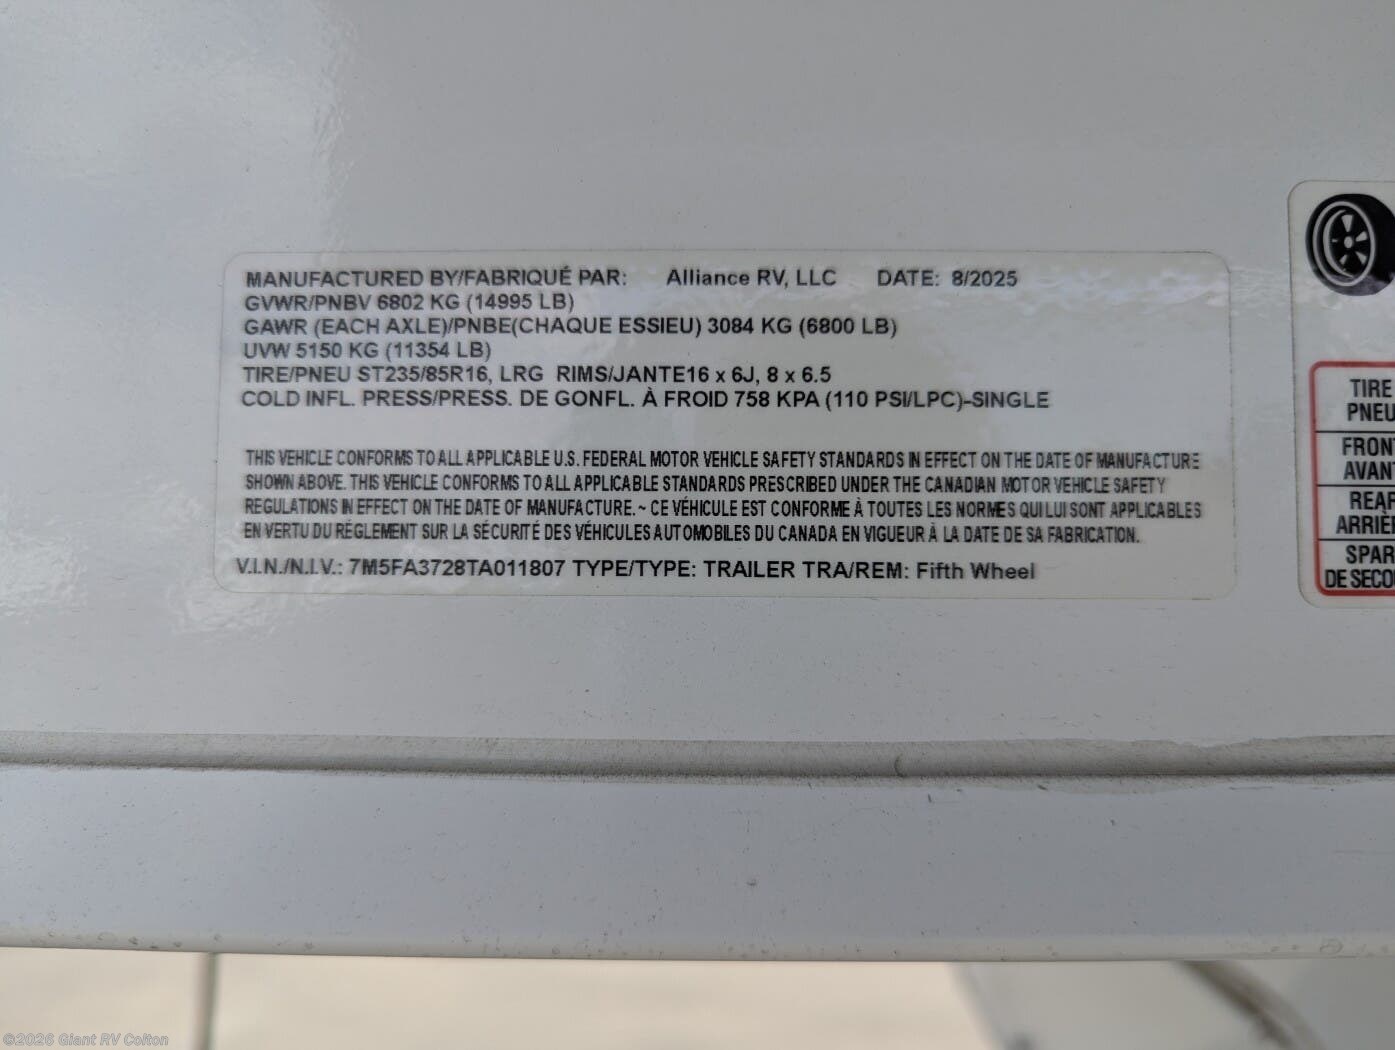 MANUFACTURED BY/FABRIQUÉ PAR: Alliance RV, LLC DATE: 8/2025
GVWR/PNBV 6802 KG (14995 LB)
GAWR (EACH AXLE)/PNBE(CHAQUE ESSIEU) 3084 KG (6800 LB)
UVW 5150 KG (11354 LB)
TIRE/PNEU ST235/85R16, LRG RIMS/JANTE16 x 6J, 8 x 6.5
COLD INFL. PRESS/PRESS. DE GONFL. À FROID 758 KPA (110 PSI/LPC)-SINGLE
THIS VEHICLE CONFORMS TO ALL APPLICABLE U.S. FEDERAL MOTOR VEHICLE SAFETY STANDARDS IN EFFECT ON THE DATE OF MANUFACTURE
SHOWN ABOVE. THIS VEHICLE CONFORMS TO ALL APPLICABLE STANDARDS PRESCRIBED UNDER THE CANADIAN MOTOR VEHICLE SAFETY
REGULATIONS IN EFFECT ON THE DATE OF MANUFACTURE. ~ CE VÉHICULE EST CONFORME À TOUTES LES NORMES QUI LUI SONT APPLICABLES
EN VERTU DU RÉGLEMENT SUR LA SÉCURITÉ DES VÉHICULES AUTOMOBILES DU CANADA EN VIGUEUR À LA DATE DE SA FABRICATION.
V.I.N./N.I.V.: 7M5FA3728TA011807 TYPE/TYPE: TRAILER TRA/REM: Fifth Wheel
TIRE
PNEU
FRONT
AVANT
REAR
ARRIÈ
SPAR
DE SECO
©2026 Giant RV Colton